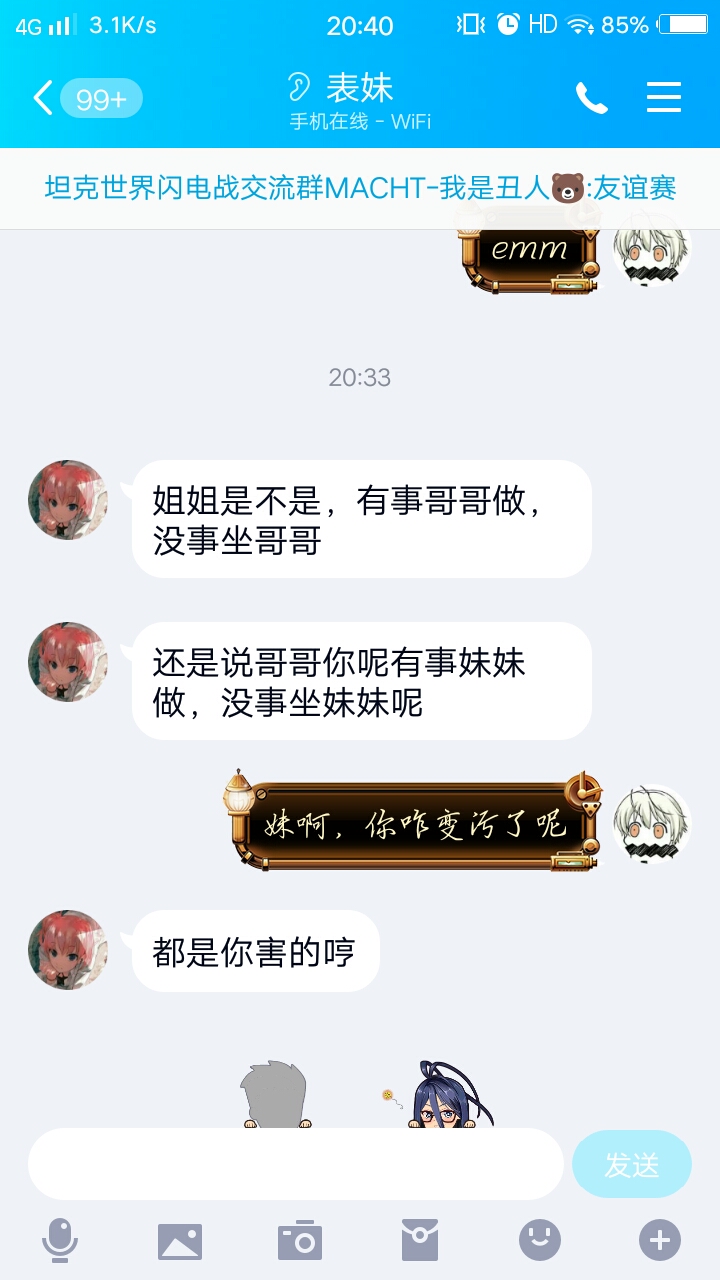 4G 3.1K/s 20:40 HD 85%
99+ 表妹
手机在线 - WiFi
坦克世界闪电战交流群MACHT-我是丑人🐻:友谊赛
emm
20:33
姐姐是不是，有事哥哥做，
没事坐哥哥
还是说哥哥你呢有事妹妹
做，没事坐妹妹呢
妹啊，你咋变污了呢
都是你害的哼
发送